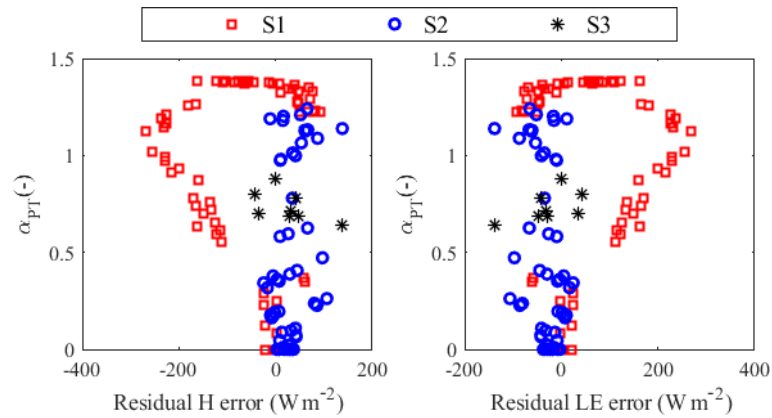 S1 S2 S3
1.5
1
0.5
0
-400 -200 0 200
α_PT(-)
Residual H error (W m⁻²)
1.5
1
0.5
0
-200 0 200 400
α_PT(-)
Residual LE error (W m⁻²)